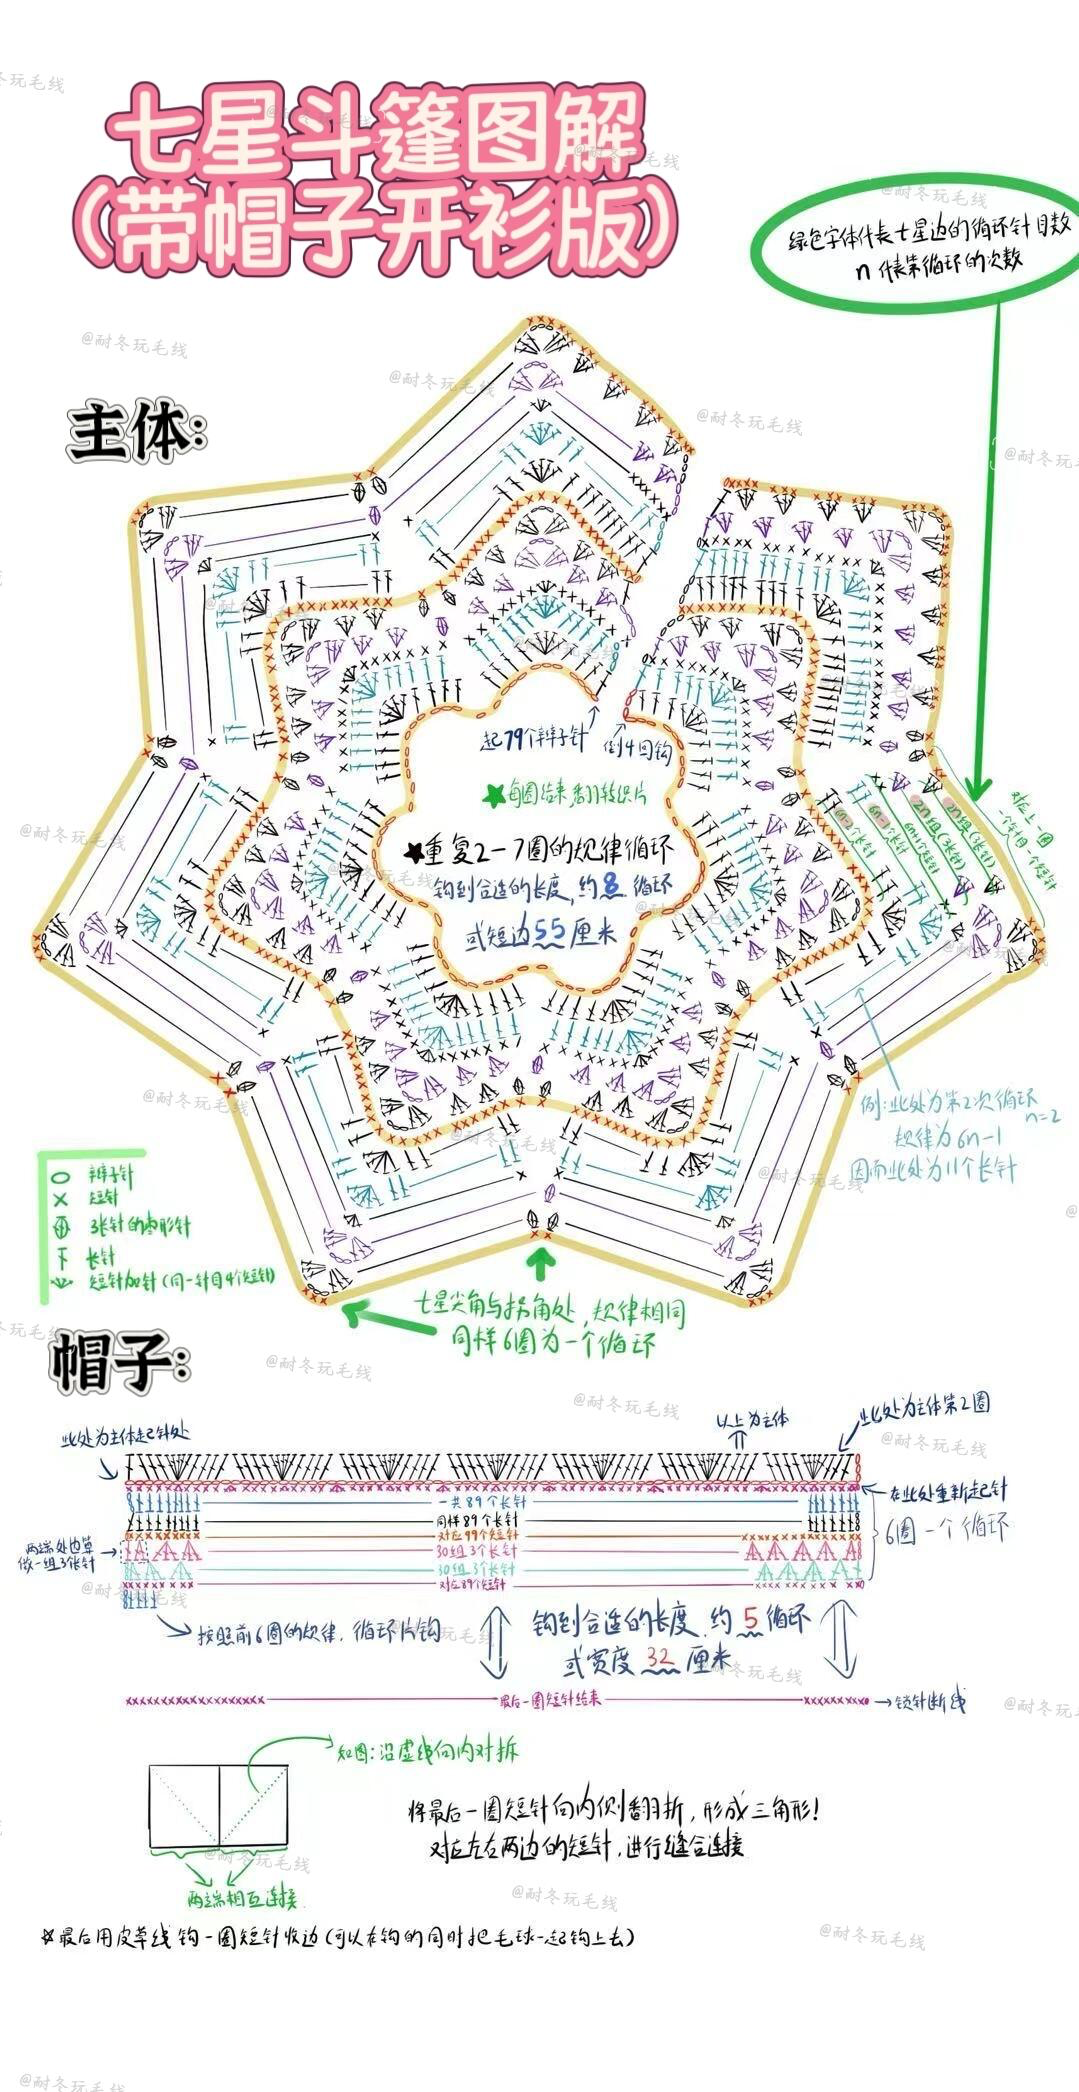 七星斗篷图解
（带帽子开衫版）
绿色字体代表七星边的循环针目数
n 代表第循环的次数
主体:
起79个辫子针
倒4回钩
★每圈结束翻转织片
★重复2-7圈的规律循环
钩到合适的长度,约8循环
或短边55厘米
6n-2个长针
6n-1个长针
6n+1个短针
2n组(3长针)
2n组(3长针)
对应上一圈
一个针目一个短针
例:此处为第2次循环
n=2
规律为6n-1
因而此处为11个长针
辫子针
短针
3长针的枣形针
长针
短针加针(同一针目4个短针)
七星尖角与拐角处,规律相同
同样6圈为一个循环
帽子:
此处为主体起针处
以上为主体
此处为主体第2圈
在此处重新起针
一共89个长针
同样89个长针
对应99个短针
30组3个长针
30组3个长针
对应89个短针
两端处也算
做一组3个长针
6圈一个循环
按照前6圈的规律,循环片钩
钩到合适的长度,约5循环
或宽度32厘米
最后一圈短针结束
锁针断线
如图:沿虚线向内对折
将最后一圈短针向内侧翻折,形成三角形!
对应左右两边的短针,进行缝合连接
两端相互连接
☆最后用皮草线钩一圈短针收边(可以在钩的同时把毛球一起钩上去)
@耐冬玩毛线